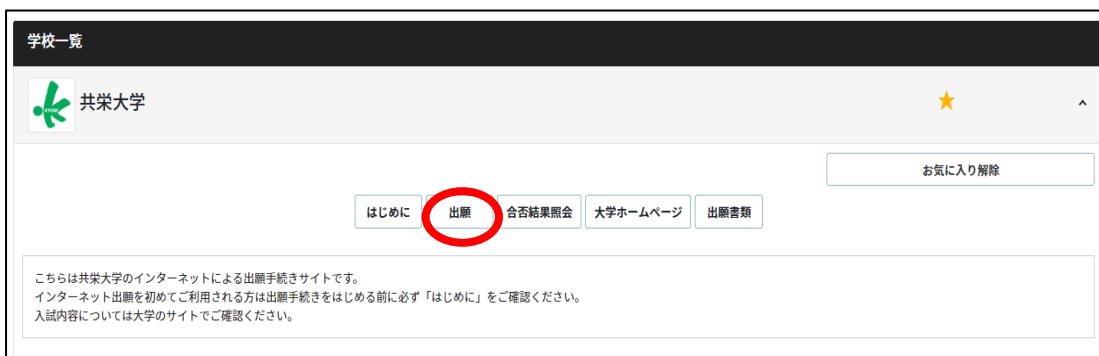 学校一覧
KYOEI
共栄大学
お気に入り解除
はじめに 出願 合否結果照会 大学ホームページ 出願書類
こちらは共栄大学のインターネットによる出願手続きサイトです。
インターネット出願を初めてご利用される方は出願手続きをはじめる前に必ず「はじめに」をご確認ください。
入試内容については大学のサイトでご確認ください。